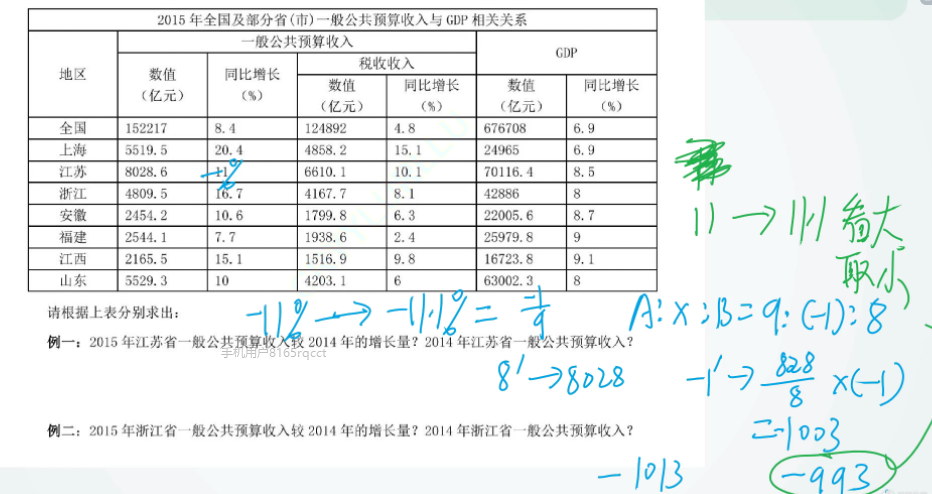 2015年全国及部分省(市)一般公共预算收入与GDP相关关系
地区 一般公共预算收入 GDP
数值(亿元) 同比增长(%) 税收收入 数值(亿元) 同比增长(%)
数值(亿元) 同比增长(%)
全国 152217 8.4 124892 4.8 676708 6.9
上海 5519.5 20.4 4858.2 15.1 24965 6.9
江苏 8028.6 11 6610.1 10.1 70116.4 8.5
浙江 4809.5 16.7 4167.7 8.1 42886 8
安徽 2454.2 10.6 1799.8 6.3 22005.6 8.7
福建 2544.1 7.7 1938.6 2.4 25979.8 9
江西 2165.5 15.1 1516.9 9.8 16723.8 9.1
山东 5529.3 10 4203.1 6 63002.3 8
11 → 11.1 看大
取小
请根据上表分别求出:
-11% → -11.1% = -1/9
A:X:B=9:(-1):8
例一: 2015年江苏省一般公共预算收入较2014年的增长量? 2014年江苏省一般公共预算收入?
手机用户8165rqcct
8' → 8028
-1' → 828/8 ×(-1)
=-1003
例二: 2015年浙江省一般公共预算收入较2014年的增长量? 2014年浙江省一般公共预算收入?
-1013
-993